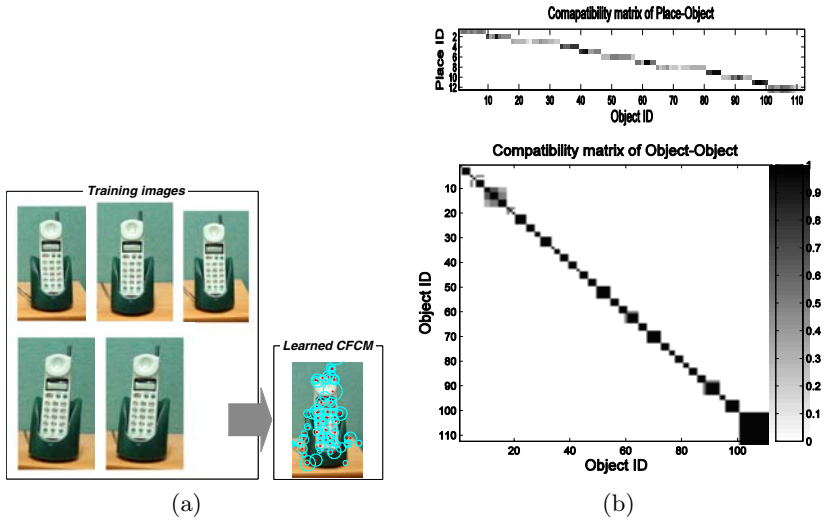 Training images
Learned CFCM
(a)
Comapatibility matrix of Place-Object
Place ID
2
4
6
8
10
12
10 20 30 40 50 60 70 80 90 100 110
Object ID
Compatibility matrix of Object-Object
Object ID
10
20
30
40
50
60
70
80
90
100
110
20 40 60 80 100
Object ID
1
0.9
0.8
0.7
0.6
0.5
0.4
0.3
0.2
0.1
0
(b)